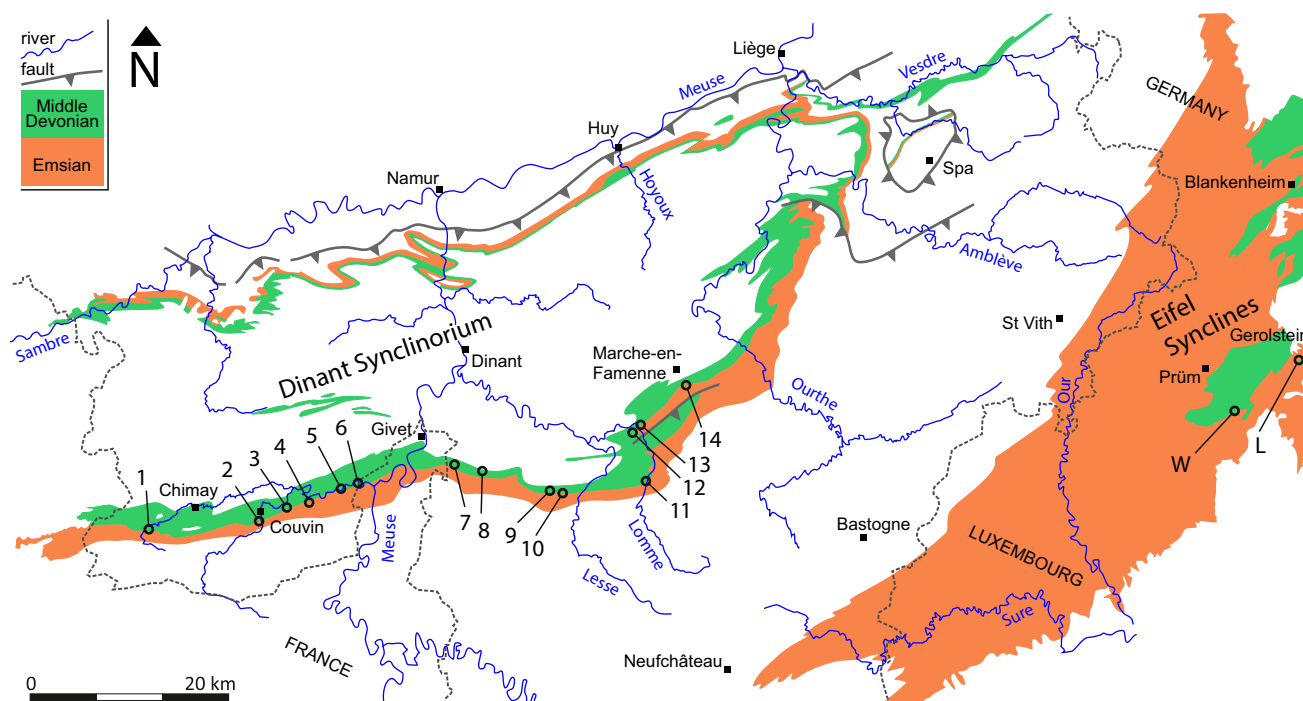 river
fault
Middle
Devonian
Emsian
N
Liège
Vesdre
Meuse
GERMANY
Huy
Spa
Namur
Hoyoux
Blankenheim
Amblève
Sambre
St Vith
Eifel
Synclines
Gerolstein
Dinant Synclinorium
Dinant
Marche-en-
Famenne
Prüm
Ourthe
Our
Givet
14
W
L
1
2
3
4
5
6
Chimay
Couvin
13
12
7
8
9
10
11
Meuse
Bastogne
Lomme
Lesse
LUXEMBOURG
Sure
FRANCE
Neufchâteau
0
20 km